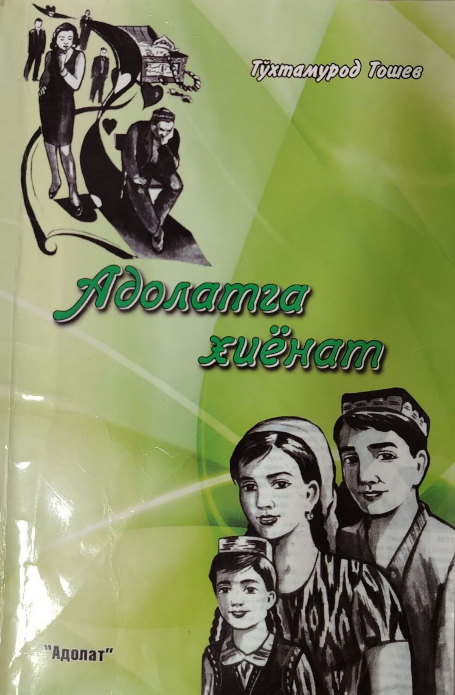 Тўхтамурод Тошев
Адолатга
хиёнат
"Адолат"